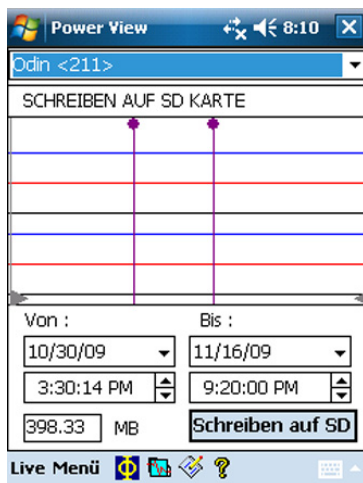 Power View 8:10
Odin <211>
SCHREIBEN AUF SD KARTE
Von : Bis :
10/30/09 11/16/09
3:30:14 PM 9:20:00 PM
398.33 MB Schreiben auf SD
Live Menü